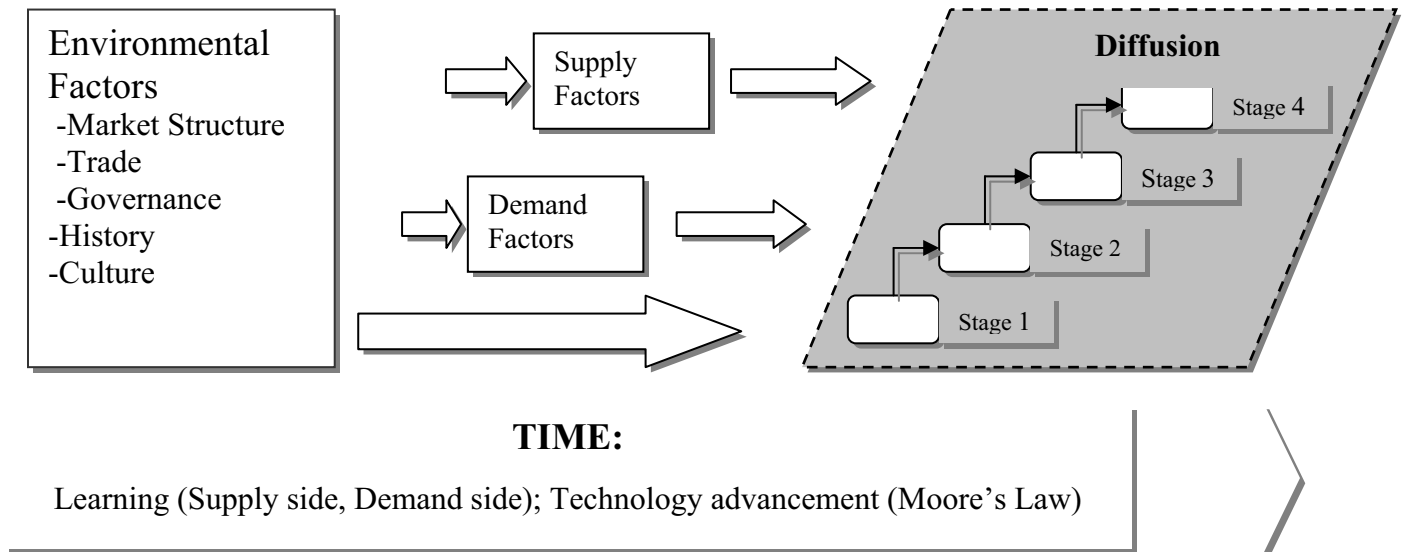 Environmental
Factors
-Market Structure
-Trade
-Governance
-History
-Culture
Supply
Factors
Demand
Factors
Diffusion
Stage 4
Stage 3
Stage 2
Stage 1
TIME:
Learning (Supply side, Demand side); Technology advancement (Moore’s Law)